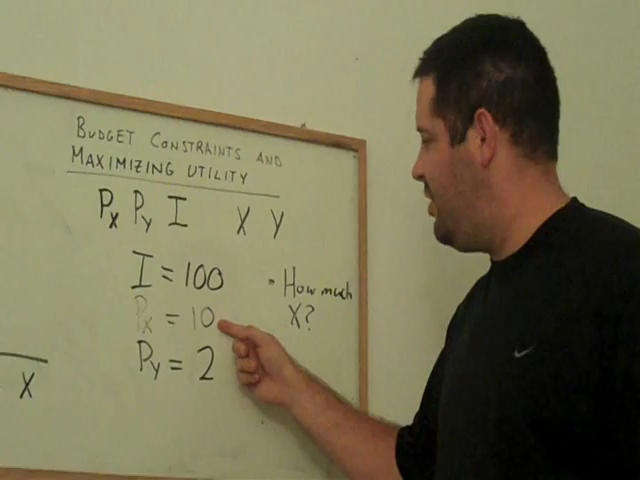 BUDGET CONSTRAINTS AND
MAXIMIZING UTILITY
Px Py I X Y
I = 100
Px = 10
Py = 2
- How much
X?
X